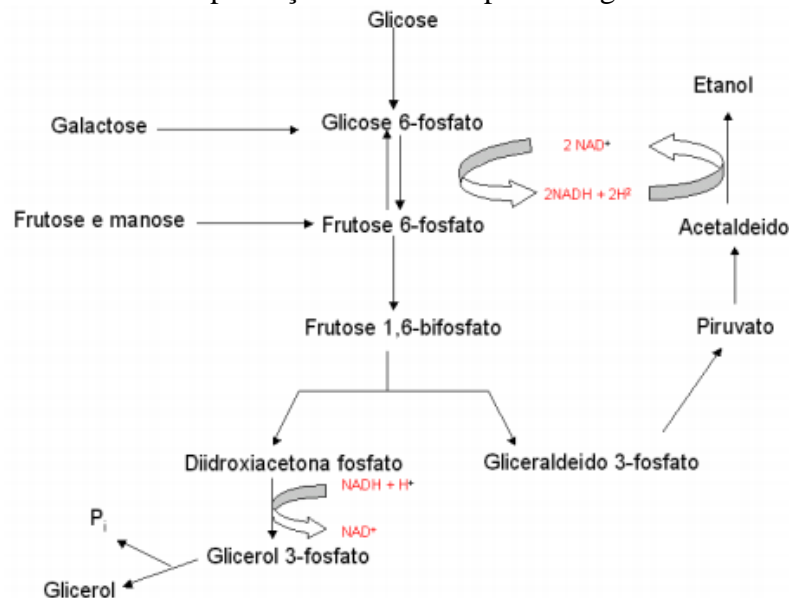 Glicose
Etanol
Galactose
Glicose 6-fosfato
2 NAD⁺
2NADH + 2H²
Frutose e manose
Frutose 6-fosfato
Acetaldeido
Frutose 1,6-bifosfato
Piruvato
Diidroxiacetona fosfato
Gliceraldeido 3-fosfato
NADH + H⁺
NAD⁺
Pi
Glicerol 3-fosfato
Glicerol